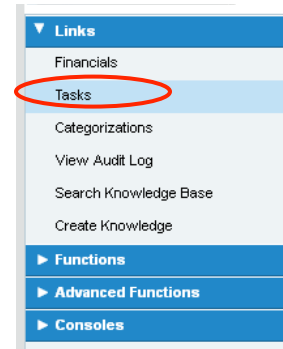 Links
Financials
Tasks
Categorizations
View Audit Log
Search Knowledge Base
Create Knowledge
Functions
Advanced Functions
Consoles